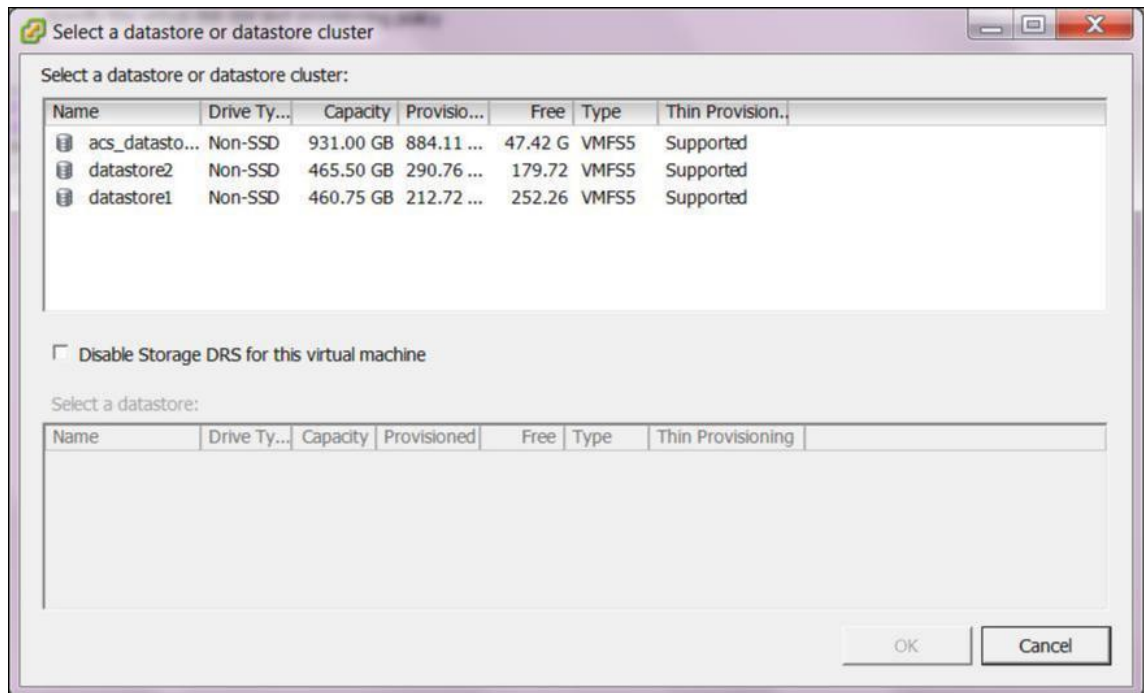 Select a datastore or datastore cluster
Select a datastore or datastore cluster:
Name Drive Ty... Capacity Provisio... Free Type Thin Provision..
acs_datasto... Non-SSD 931.00 GB 884.11 ... 47.42 G VMFS5 Supported
datastore2 Non-SSD 465.50 GB 290.76 ... 179.72 VMFS5 Supported
datastore1 Non-SSD 460.75 GB 212.72 ... 252.26 VMFS5 Supported
Disable Storage DRS for this virtual machine
Select a datastore:
Name Drive Ty... Capacity Provisioned Free Type Thin Provisioning
OK Cancel